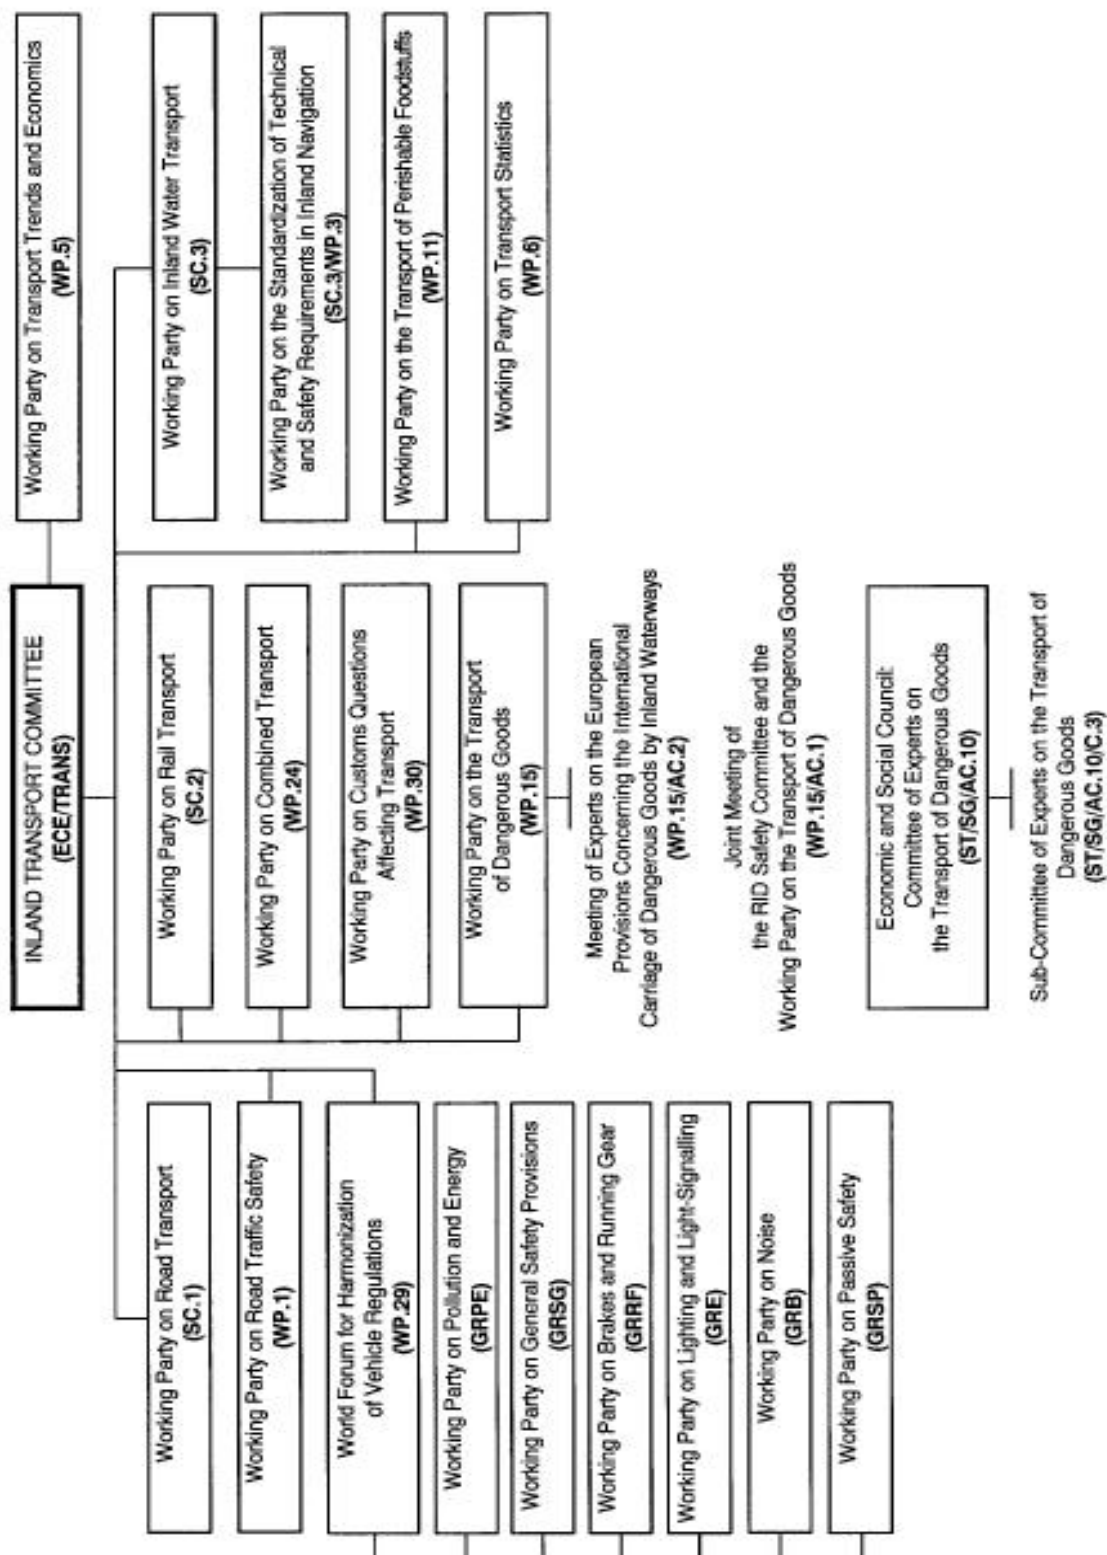 INLAND TRANSPORT COMMITTEE
(ECE/TRANS)
Working Party on Transport Trends and Economics
(WP.5)
Working Party on Road Transport
(SC.1)
Working Party on Road Traffic Safety
(WP.1)
World Forum for Harmonization
of Vehicle Regulations
(WP.29)
Working Party on Pollution and Energy
(GRPE)
Working Party on General Safety Provisions
(GRSG)
Working Party on Brakes and Running Gear
(GRRF)
Working Party on Lighting and Light-Signalling
(GRE)
Working Party on Noise
(GRB)
Working Party on Passive Safety
(GRSP)
Working Party on Rail Transport
(SC.2)
Working Party on Combined Transport
(WP.24)
Working Party on Customs Questions
Affecting Transport
(WP.30)
Working Party on the Transport
of Dangerous Goods
(WP.15)
Meeting of Experts on the European
Provisions Concerning the International
Carriage of Dangerous Goods by Inland Waterways
(WP.15/AC.2)
Joint Meeting of
the RID Safety Committee and the
Working Party on the Transport of Dangerous Goods
(WP.15/AC.1)
Economic and Social Council:
Committee of Experts on
the Transport of Dangerous Goods
(ST/SG/AC.10)
Sub-Committee of Experts on the Transport of
Dangerous Goods
(ST/SG/AC.10/C.3)
Working Party on Inland Water Transport
(SC.3)
Working Party on the Standardization of Technical
and Safety Requirements in Inland Navigation
(SC.3/WP.3)
Working Party on the Transport of Perishable Foodstuffs
(WP.11)
Working Party on Transport Statistics
(WP.6)